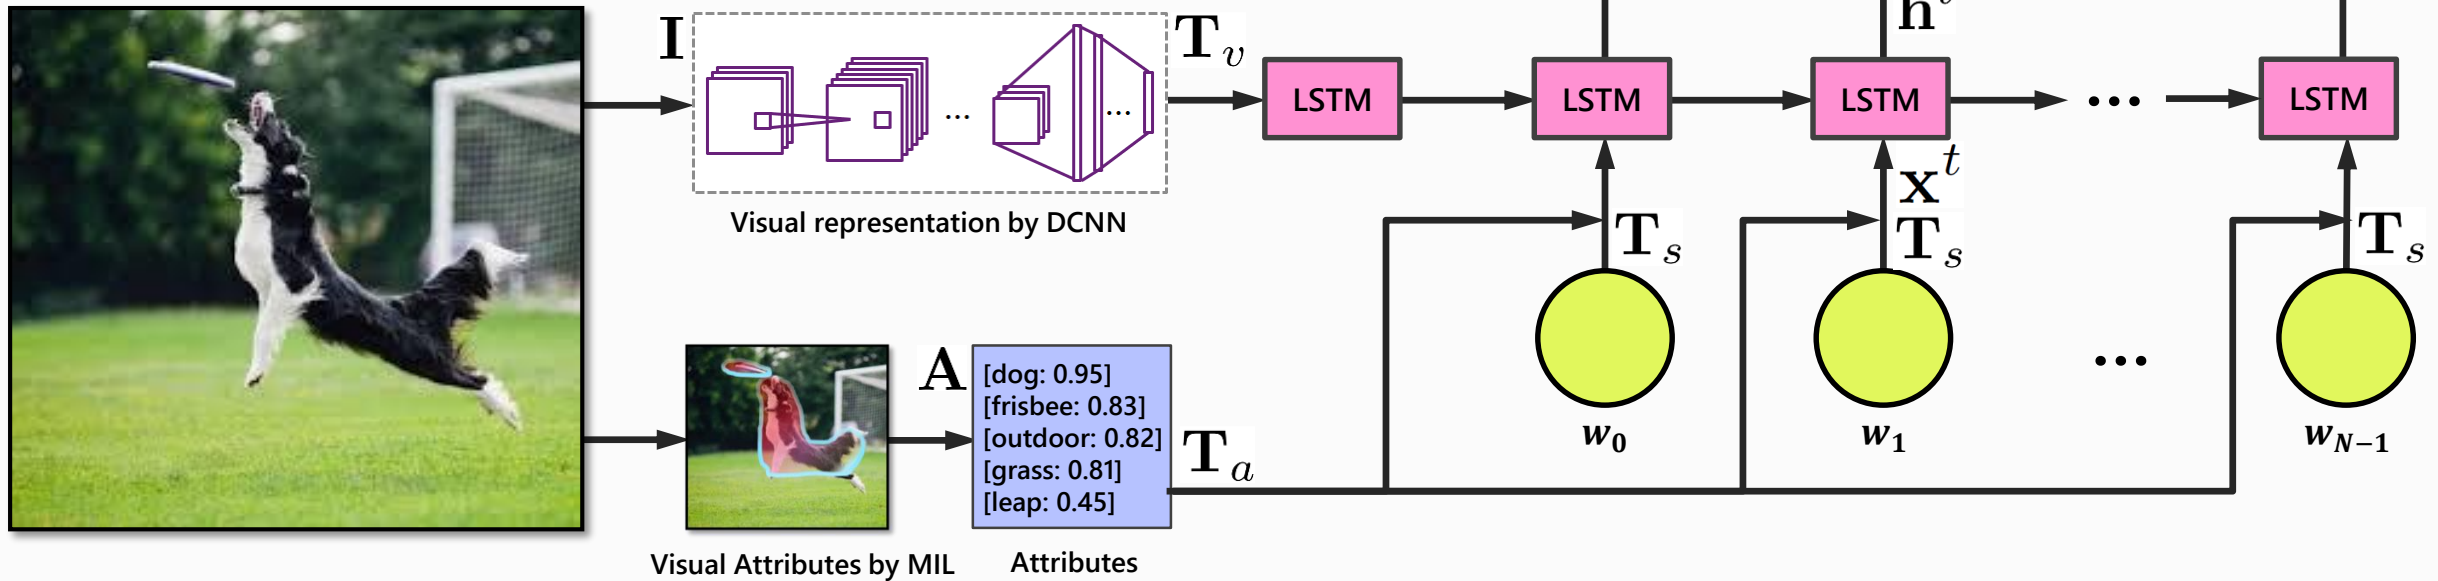 I
T_v
h^t
LSTM
LSTM
LSTM
...
LSTM
...
...
x^t
Visual representation by DCNN
T_s
T_s
T_s
A
[dog: 0.95]
[frisbee: 0.83]
[outdoor: 0.82]
[grass: 0.81]
[leap: 0.45]
T_a
...
w_0
w_1
w_{N-1}
Visual Attributes by MIL
Attributes